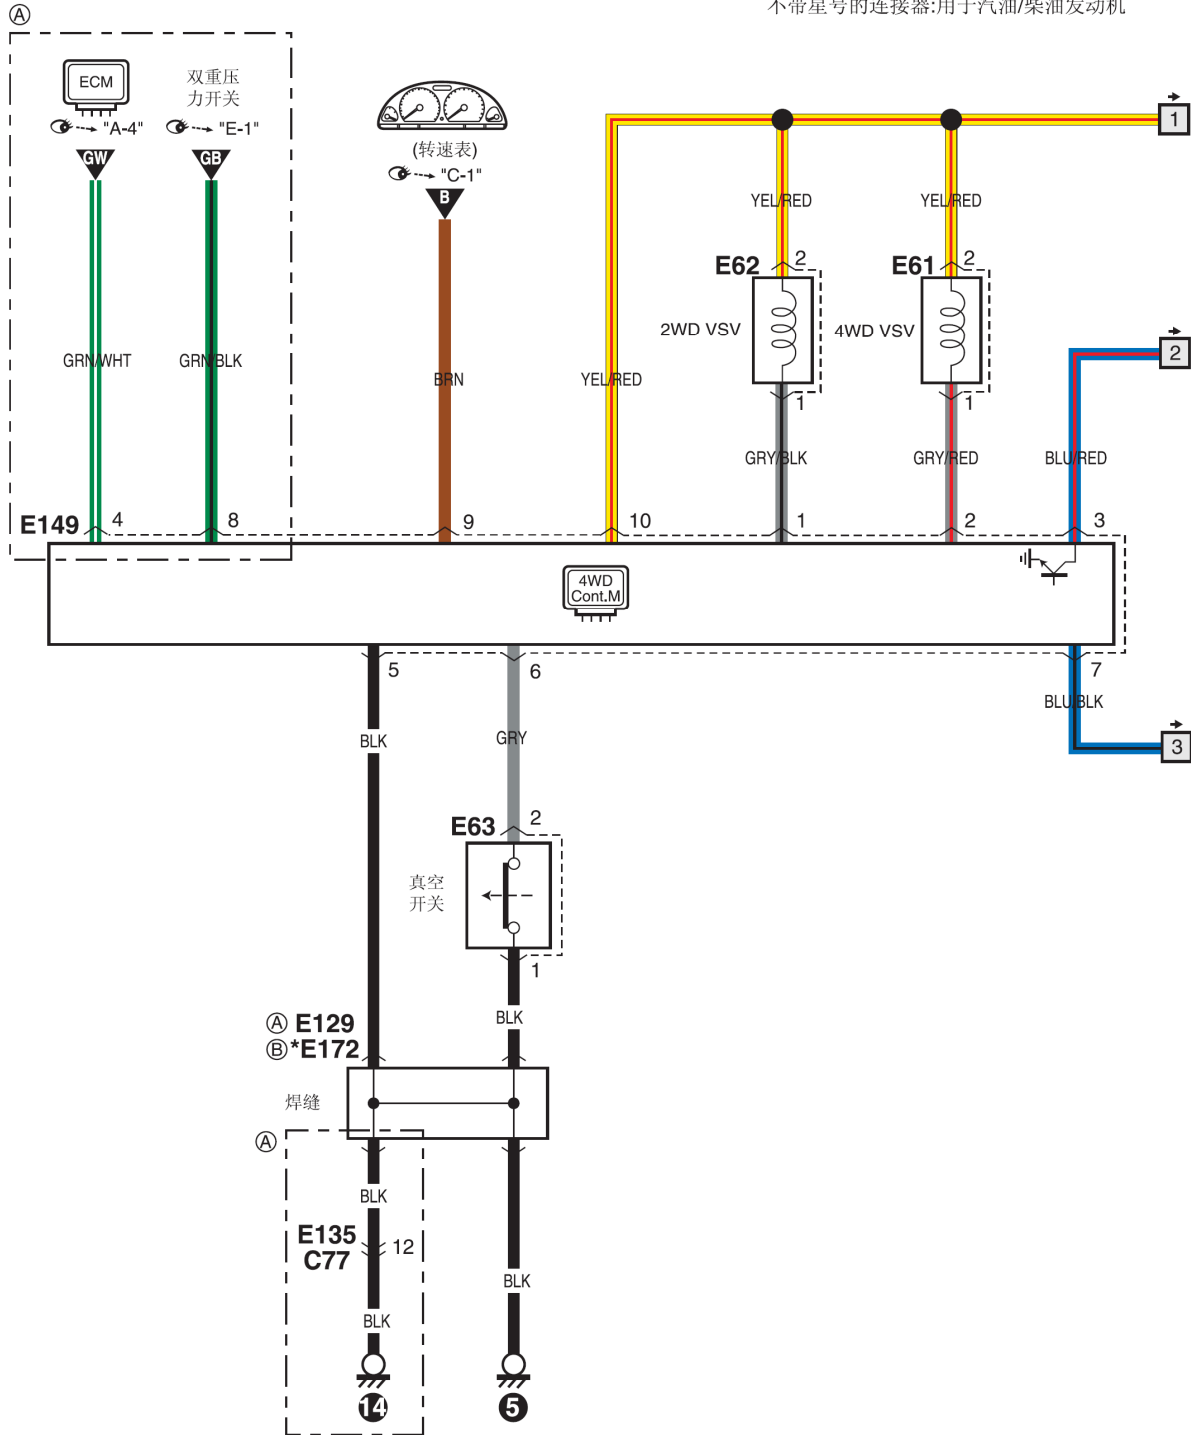 不带星号的连接器:用于汽油/柴油发动机
A
ECM
双重压
力开关
"A-4"
"E-1"
(转速表)
"C-1"
GW
GB
B
1
YEL/RED
YEL/RED
E62
2
E61
2
2WD VSV
4WD VSV
2
GRN/WHT
GRN/BLK
BRN
YEL/RED
1
1
GRY/BLK
GRY/RED
BLU/RED
E149
4
8
9
10
1
2
3
4WD
Cont.M
5
6
7
BLU/BLK
BLK
GRY
3
E63
2
真空
开关
1
BLK
A E129
B *E172
焊缝
A
BLK
E135
C77
12
BLK
BLK
14
5